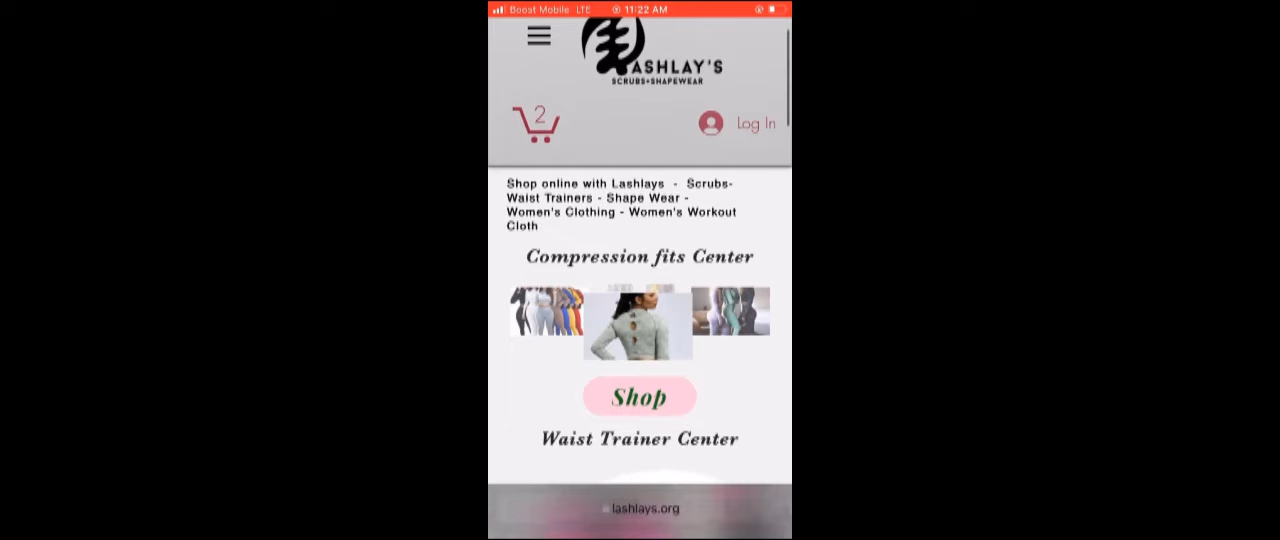 Boost Mobile LTE 11:22 AM
ASHLAY'S
SCRUBS+SHAPEWEAR
2
Log In
Shop online with Lashlays - Scrubs-
Waist Trainers - Shape Wear -
Women's Clothing - Women's Workout
Cloth
Compression fits Center
Shop
Waist Trainer Center
lashlays.org